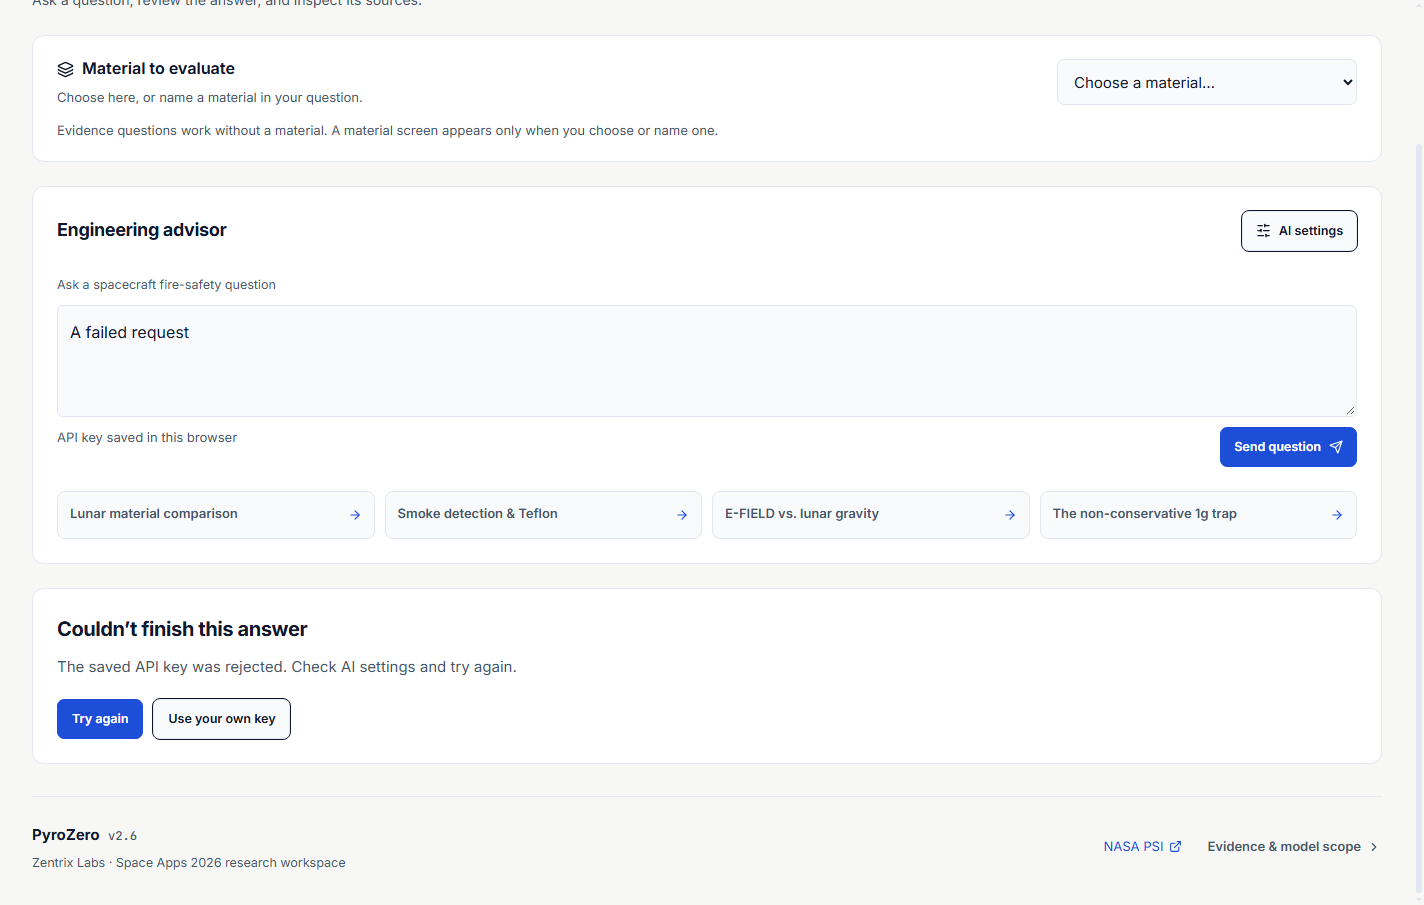 Ask a question, review the answer, and inspect its sources.
Material to evaluate
Choose here, or name a material in your question.
Evidence questions work without a material. A material screen appears only when you choose or name one.
Choose a material...
Engineering advisor
AI settings
Ask a spacecraft fire-safety question
A failed request
API key saved in this browser
Send question
Lunar material comparison
Smoke detection & Teflon
E-FIELD vs. lunar gravity
The non-conservative 1g trap
Couldn’t finish this answer
The saved API key was rejected. Check AI settings and try again.
Try again
Use your own key
PyroZero v2.6
Zentrix Labs · Space Apps 2026 research workspace
NASA PSI
Evidence & model scope